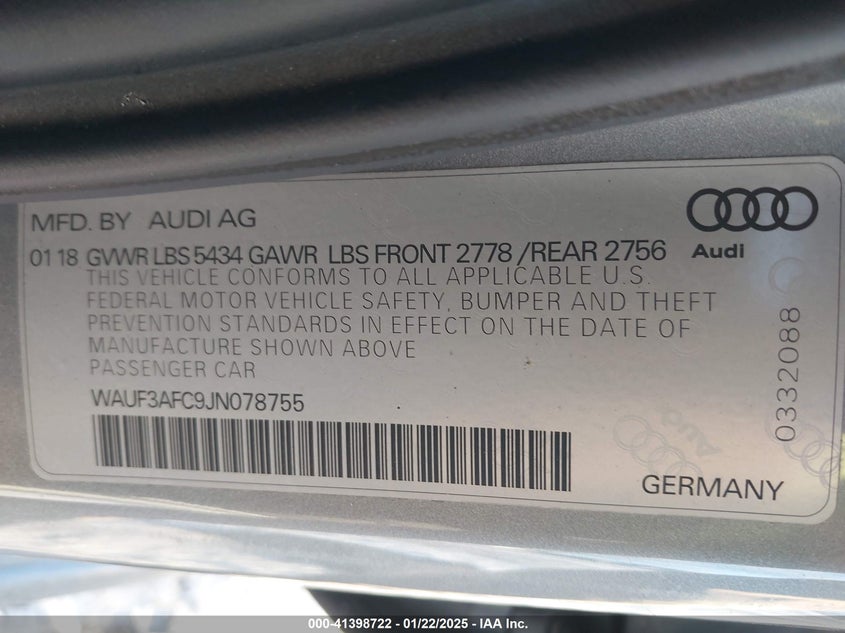 MFD. BY AUDI AG
Audi
01 18 GVWR LBS 5434 GAWR LBS FRONT 2778 /REAR 2756
THIS VEHICLE CONFORMS TO ALL APPLICABLE U.S.
FEDERAL MOTOR VEHICLE SAFETY, BUMPER AND THEFT
PREVENTION STANDARDS IN EFFECT ON THE DATE OF
MANUFACTURE SHOWN ABOVE
PASSENGER CAR
WAUF3AFC9JN078755
0332088
Audi
GERMANY
000-41398722 - 01/22/2025 - IAA Inc.